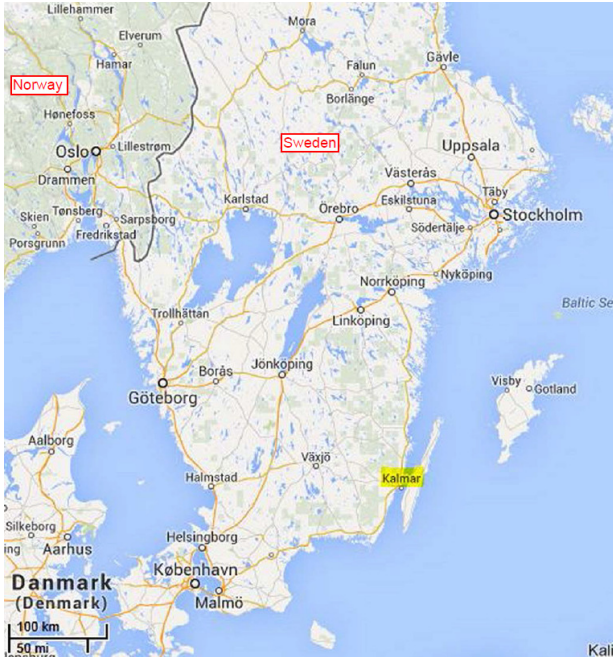 Lillehammer
Mora
Elverum
Gävle
Hamar
Falun
Norway
Borlänge
Hønefoss
Sweden
Uppsala
Oslo
Lillestrøm
Drammen
Västerås
Täby
Karlstad
Örebro
Eskilstuna
Stockholm
Skien
Tønsberg
Sarpsborg
Porsgrunn
Fredrikstad
Södertälje
Nyköping
Norrköping
Baltic Se
Trollhättan
Linköping
Jönköping
Borås
Visby
Gotland
Göteborg
Aalborg
Växjö
Halmstad
Kalmar
Silkeborg
Helsingborg
ing
Aarhus
København
Danmark
(Denmark)
Malmö
100 km
50 mi
Kali